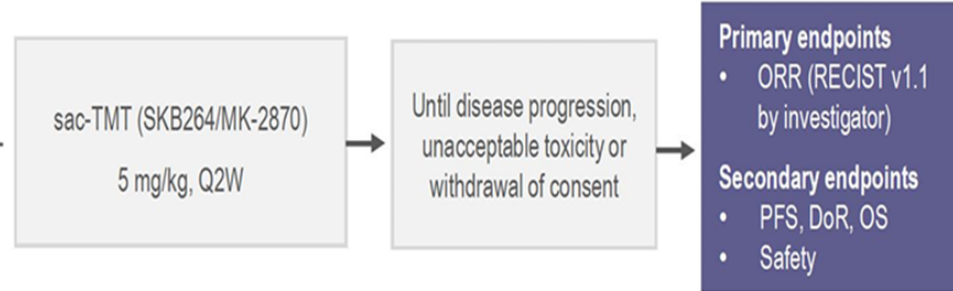 sac-TMT (SKB264/MK-2870)
5 mg/kg, Q2W
Until disease progression,
unacceptable toxicity or
withdrawal of consent
Primary endpoints
• ORR (RECIST v1.1
by investigator)
Secondary endpoints
• PFS, DoR, OS
• Safety